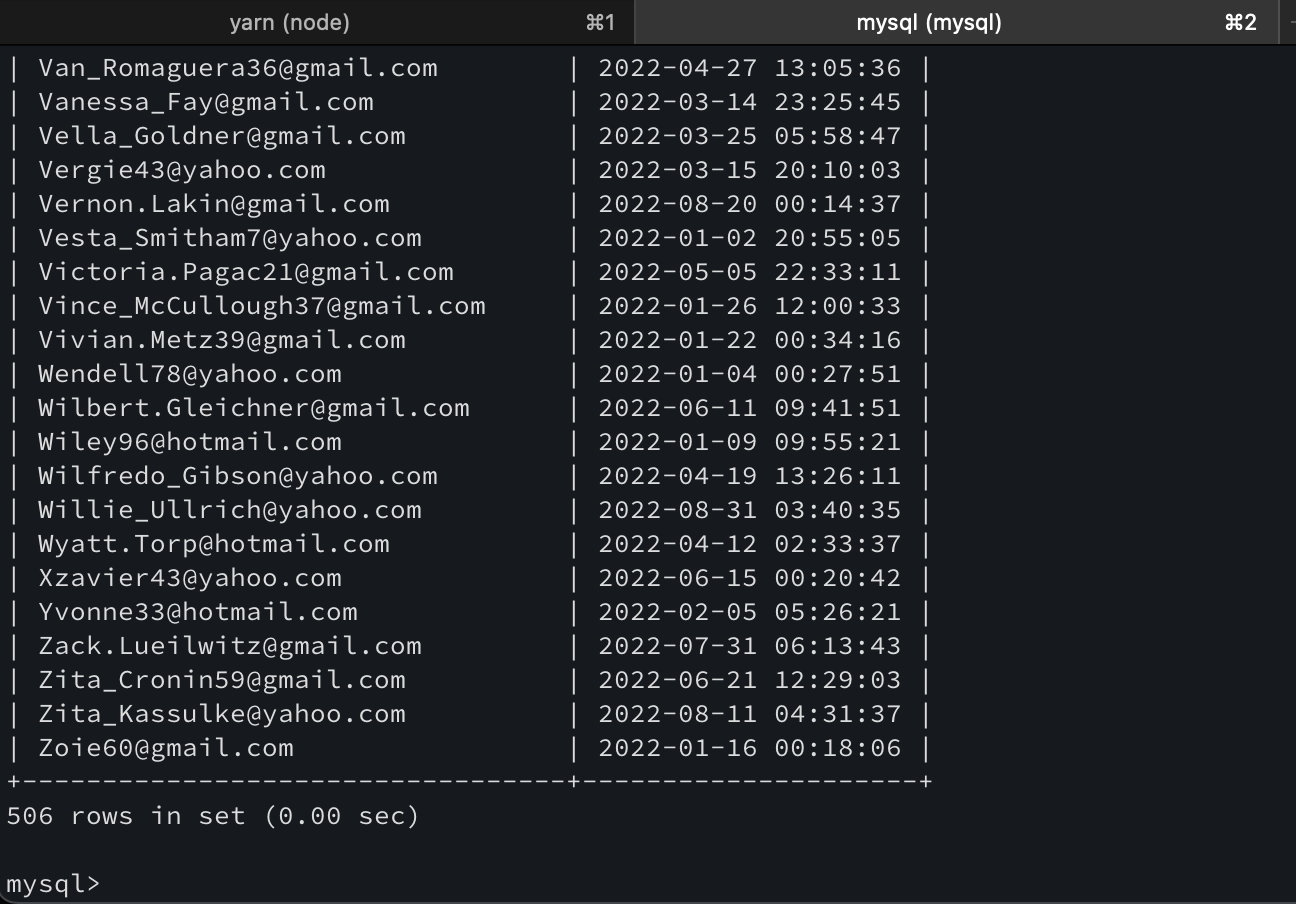 yarn (node) ⌘1 mysql (mysql) ⌘2
| Van_Romaguera36@gmail.com | 2022-04-27 13:05:36 |
| Vanessa_Fay@gmail.com | 2022-03-14 23:25:45 |
| Vella_Goldner@gmail.com | 2022-03-25 05:58:47 |
| Vergie43@yahoo.com | 2022-03-15 20:10:03 |
| Vernon.Lakin@gmail.com | 2022-08-20 00:14:37 |
| Vesta_Smitham7@yahoo.com | 2022-01-02 20:55:05 |
| Victoria.Pagac21@gmail.com | 2022-05-05 22:33:11 |
| Vince_McCullough37@gmail.com | 2022-01-26 12:00:33 |
| Vivian.Metz39@gmail.com | 2022-01-22 00:34:16 |
| Wendell78@yahoo.com | 2022-01-04 00:27:51 |
| Wilbert.Gleichner@gmail.com | 2022-06-11 09:41:51 |
| Wiley96@hotmail.com | 2022-01-09 09:55:21 |
| Wilfredo_Gibson@yahoo.com | 2022-04-19 13:26:11 |
| Willie_Ullrich@yahoo.com | 2022-08-31 03:40:35 |
| Wyatt.Torp@hotmail.com | 2022-04-12 02:33:37 |
| Xzavier43@yahoo.com | 2022-06-15 00:20:42 |
| Yvonne33@hotmail.com | 2022-02-05 05:26:21 |
| Zack.Lueilwitz@gmail.com | 2022-07-31 06:13:43 |
| Zita_Cronin59@gmail.com | 2022-06-21 12:29:03 |
| Zita_Kassulke@yahoo.com | 2022-08-11 04:31:37 |
| Zoie60@gmail.com | 2022-01-16 00:18:06 |
+----------------------------------+---------------------+
506 rows in set (0.00 sec)
mysql>